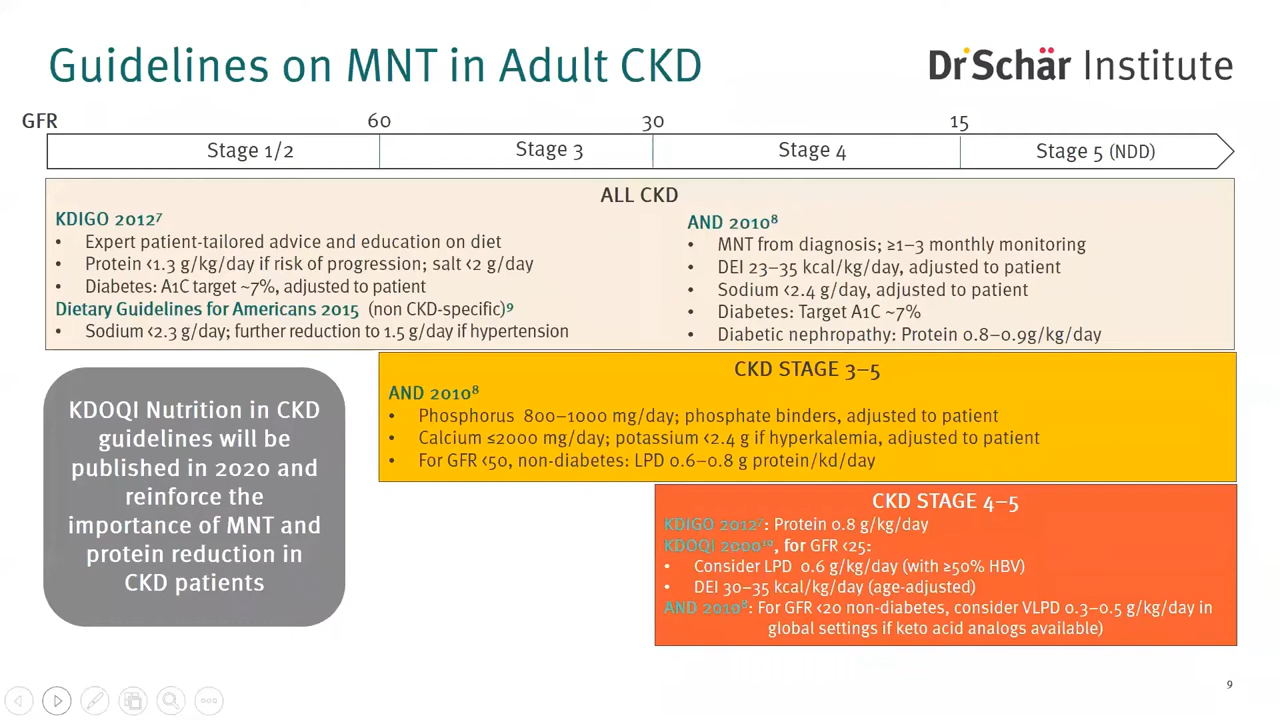 Guidelines on MNT in Adult CKD
DrSchär Institute
GFR
60
30
15
Stage 1/2
Stage 3
Stage 4
Stage 5 (NDD)
ALL CKD
KDIGO 2012⁷
• Expert patient-tailored advice and education on diet
• Protein <1.3 g/kg/day if risk of progression; salt <2 g/day
• Diabetes: A1C target ~7%, adjusted to patient
Dietary Guidelines for Americans 2015 (non CKD-specific)⁹
• Sodium <2.3 g/day; further reduction to 1.5 g/day if hypertension
AND 2010⁸
• MNT from diagnosis; ≥1–3 monthly monitoring
• DEI 23–35 kcal/kg/day, adjusted to patient
• Sodium <2.4 g/day, adjusted to patient
• Diabetes: Target A1C ~7%
• Diabetic nephropathy: Protein 0.8–0.9g/kg/day
CKD STAGE 3–5
AND 2010⁸
• Phosphorus 800–1000 mg/day; phosphate binders, adjusted to patient
• Calcium ≤2000 mg/day; potassium <2.4 g if hyperkalemia, adjusted to patient
• For GFR <50, non-diabetes: LPD 0.6–0.8 g protein/kd/day
KDOQI Nutrition in CKD
guidelines will be
published in 2020 and
reinforce the
importance of MNT and
protein reduction in
CKD patients
CKD STAGE 4–5
KDIGO 2012⁷: Protein 0.8 g/kg/day
KDOQI 2000¹⁰, for GFR <25:
• Consider LPD 0.6 g/kg/day (with ≥50% HBV)
• DEI 30–35 kcal/kg/day (age-adjusted)
AND 2010⁸: For GFR <20 non-diabetes, consider VLPD 0.3–0.5 g/kg/day in
global settings if keto acid analogs available)
9